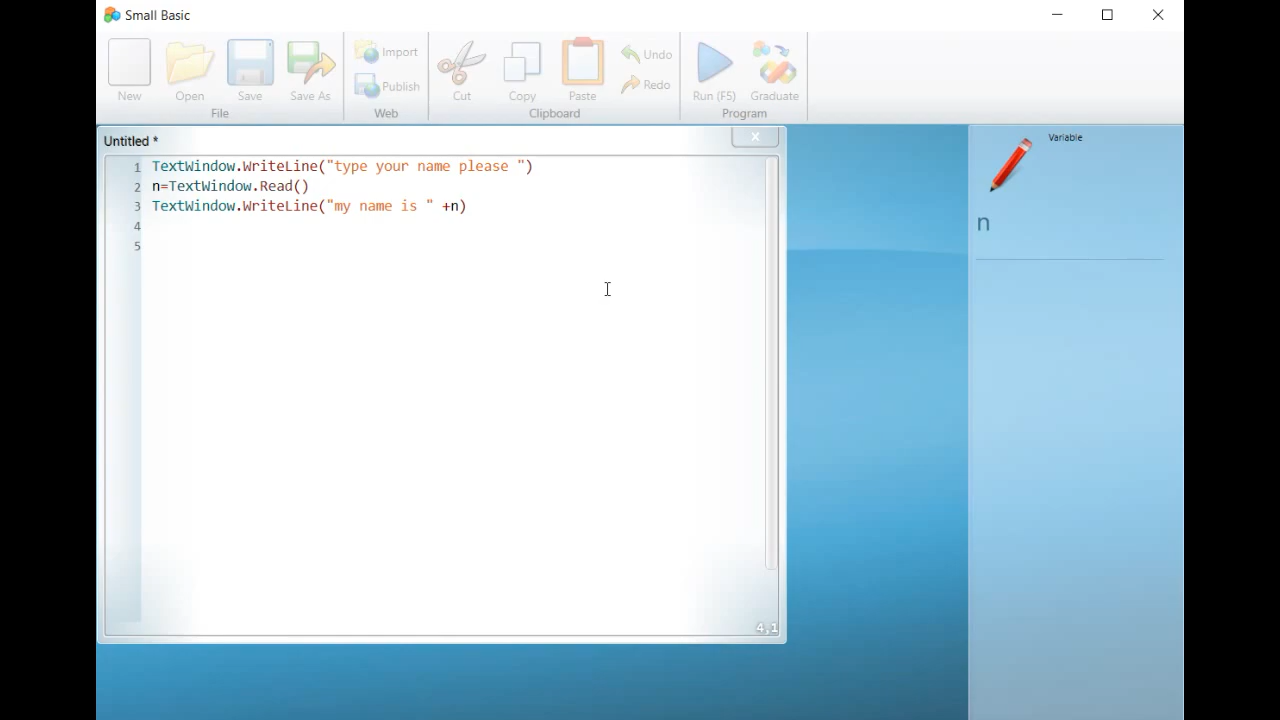 Small Basic
New
Open
Save
Save As
File
Import
Publish
Web
Cut
Copy
Paste
Undo
Redo
Clipboard
Run (F5)
Graduate
Program
Untitled *
1 TextWindow.WriteLine("type your name please ")
2 n=TextWindow.Read()
3 TextWindow.WriteLine("my name is " +n)
4
5
4,1
Variable
n